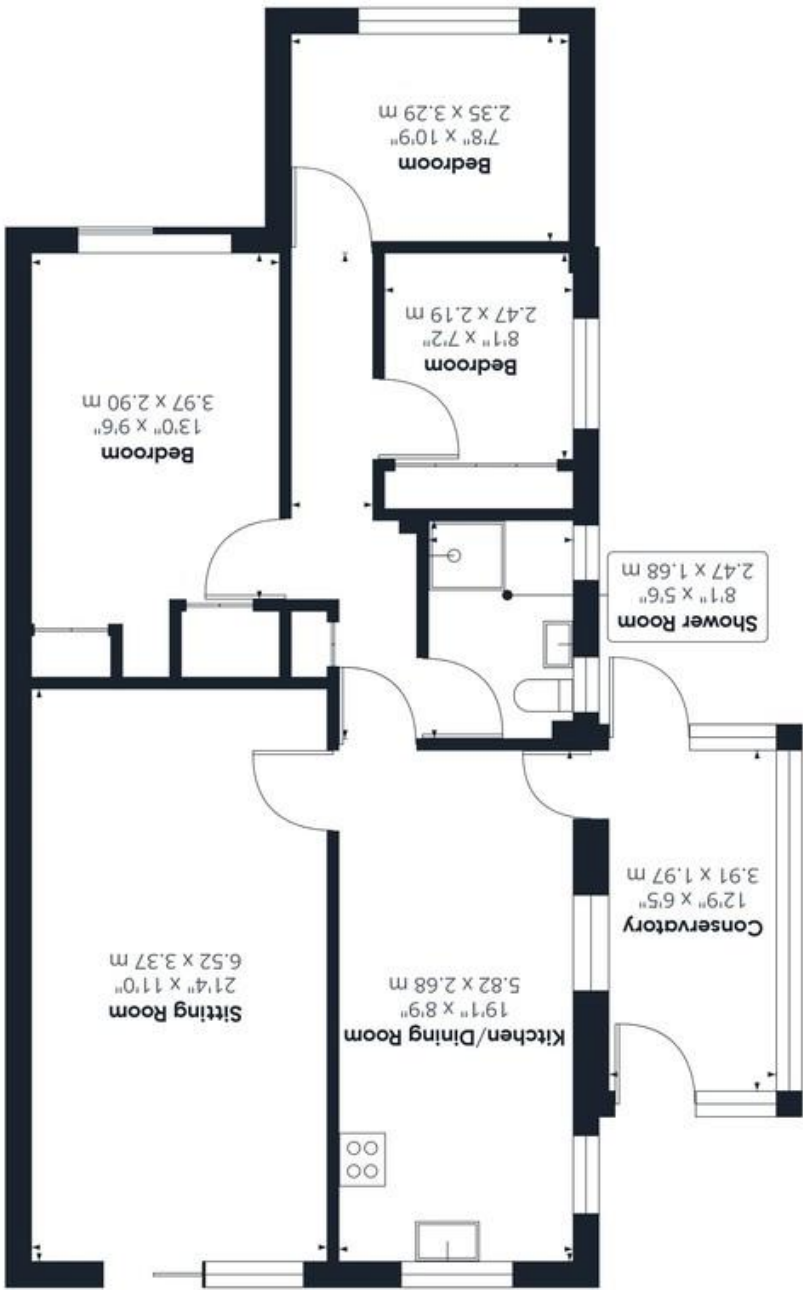 Kitchen/Dining Room
19'1" x 8'9"
5.82 x 2.68 m
Sitting Room
21'4" x 11'0"
6.52 x 3.37 m
Conservatory
12'9" x 6'5"
3.91 x 1.97 m
Shower Room
8'1" x 5'6"
2.47 x 1.68 m
Bedroom
13'0" x 9'6"
3.97 x 2.90 m
Bedroom
8'1" x 7'2"
2.47 x 2.19 m
Bedroom
7'8" x 10'9"
2.35 x 3.29 m